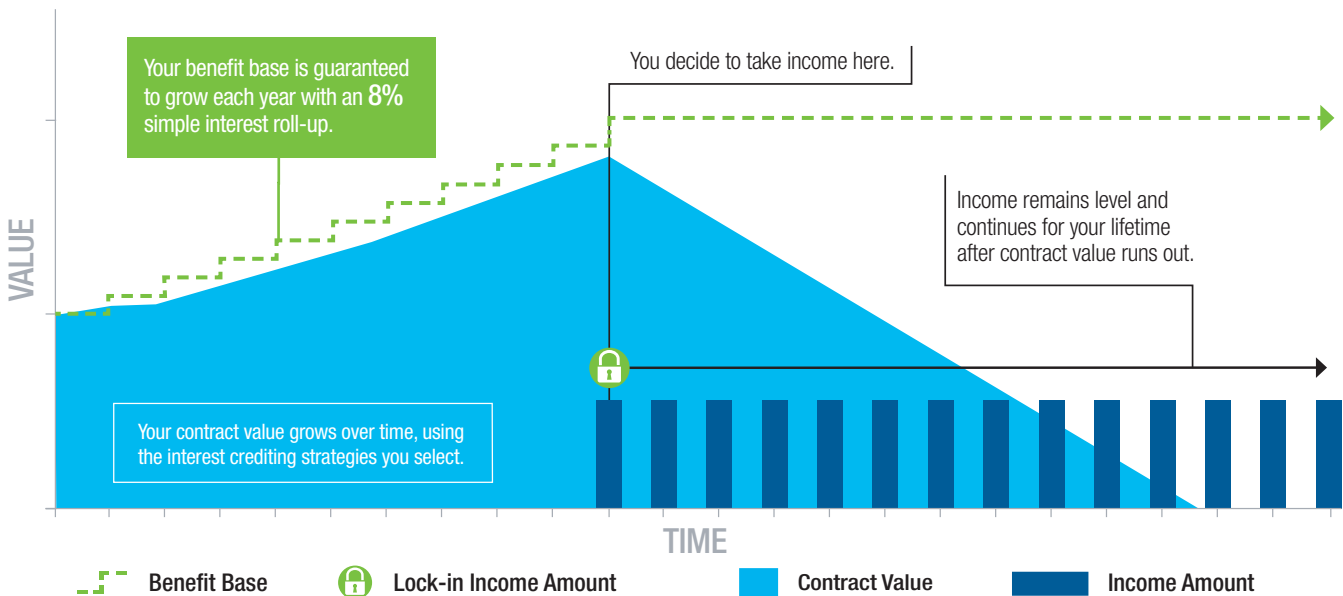 Your benefit base is guaranteed
to grow each year with an 8%
simple interest roll-up.
You decide to take income here.
Income remains level and
continues for your lifetime
after contract value runs out.
VALUE
Your contract value grows over time, using
the interest crediting strategies you select.
TIME
Benefit Base
Lock-in Income Amount
Contract Value
Income Amount